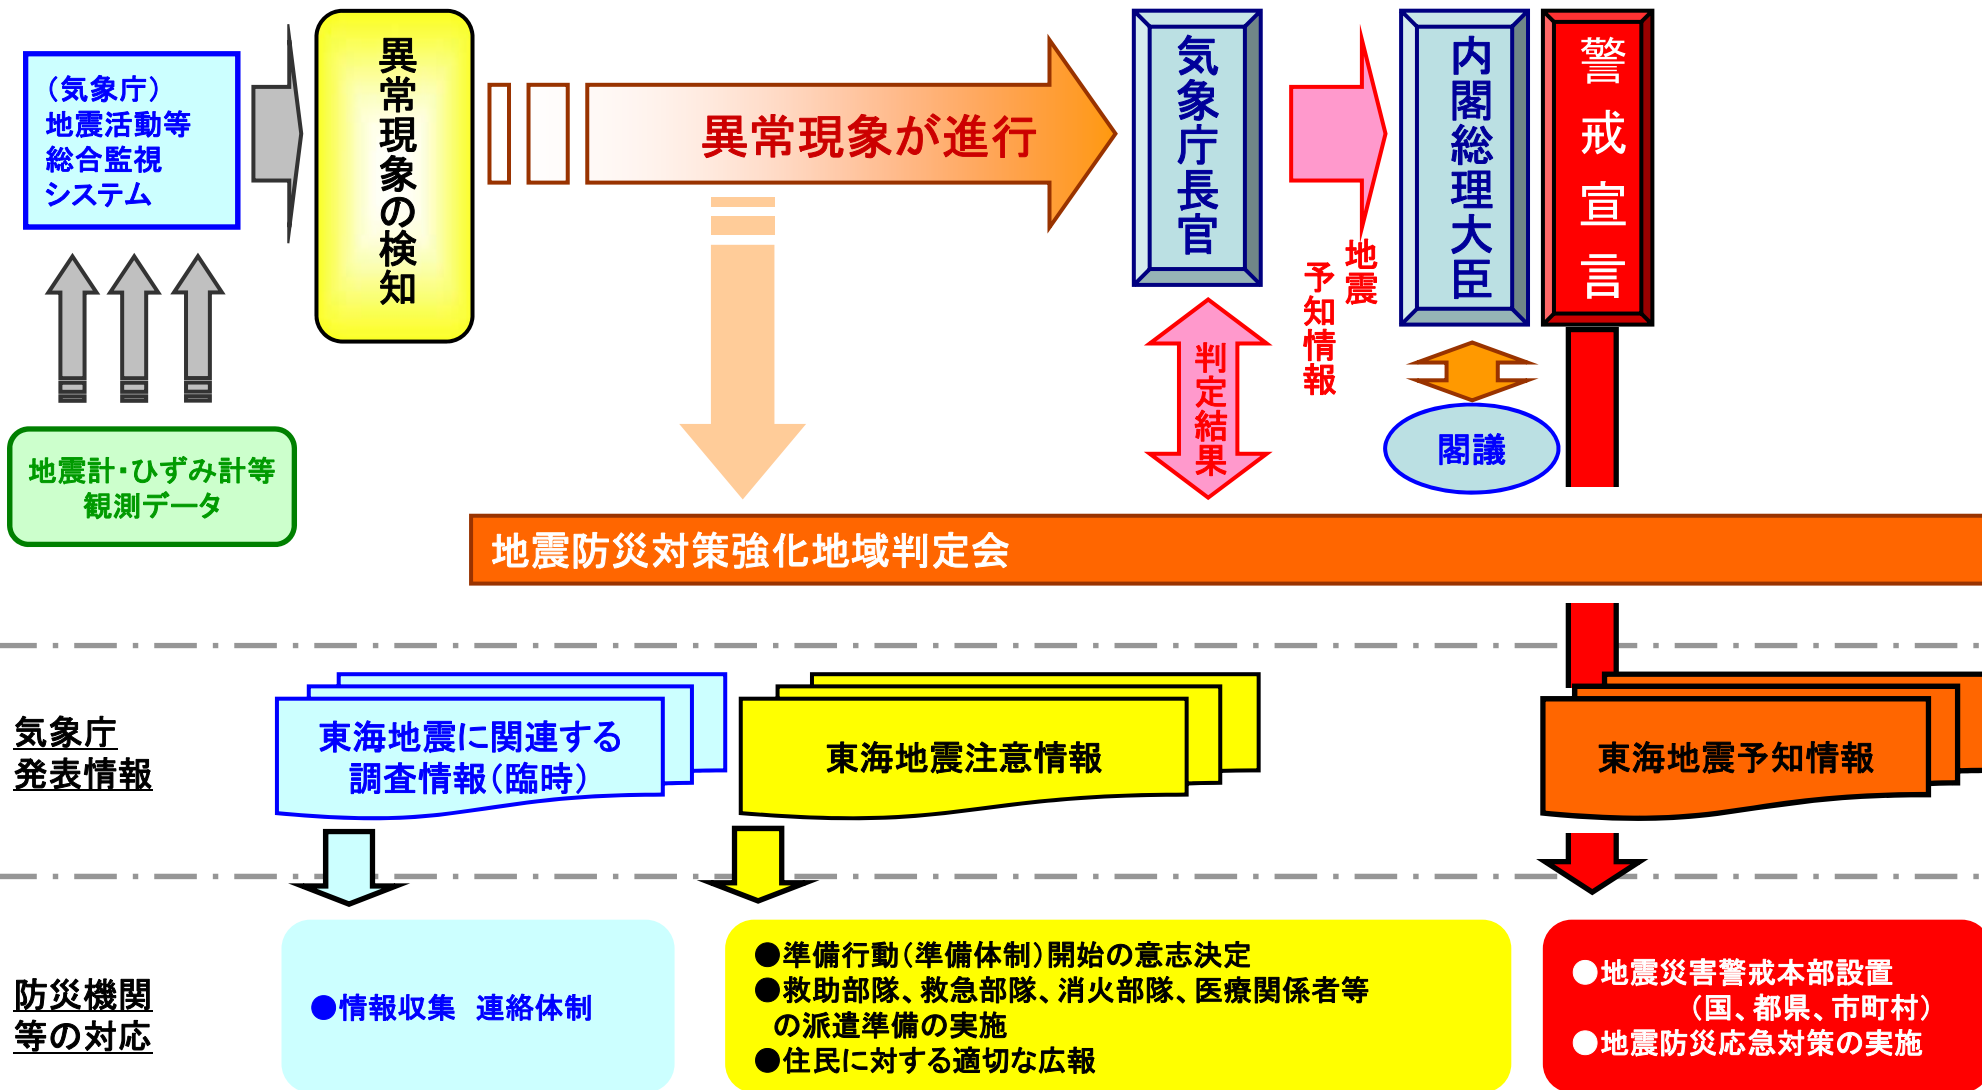 （気象庁）
地震活動等
総合監視
システム
異常現象の検知
異常現象が進行
気象庁長官
地震
予知情報
内閣総理大臣
警戒宣言
判定結果
閣議
地震計・ひずみ計等
観測データ
地震防災対策強化地域判定会
気象庁
発表情報
東海地震に関連する
調査情報（臨時）
東海地震注意情報
東海地震予知情報
防災機関
等の対応
●情報収集　連絡体制
●準備行動（準備体制）開始の意志決定
●救助部隊、救急部隊、消火部隊、医療関係者等
の派遣準備の実施
●住民に対する適切な広報
●地震災害警戒本部設置
（国、都県、市町村）
●地震防災応急対策の実施